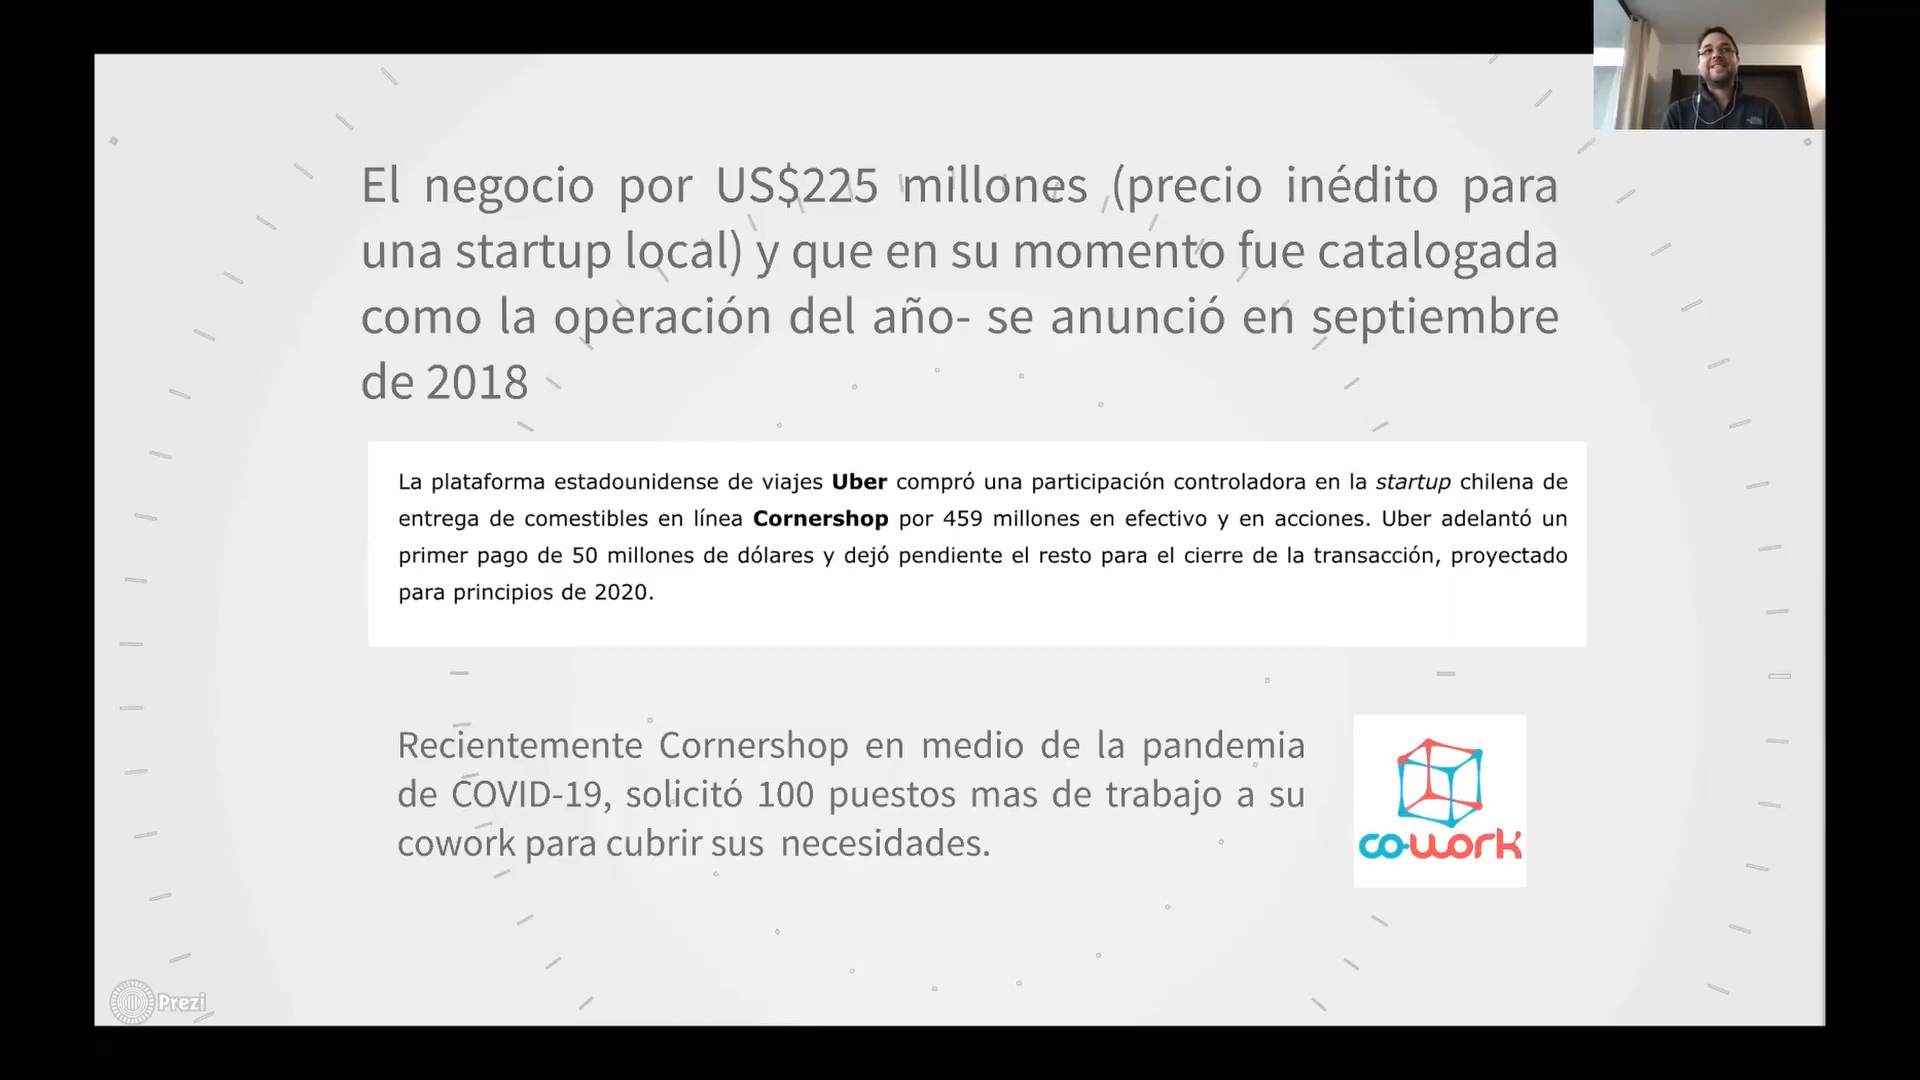 El negocio por US$225 millones (precio inédito para
una startup local) y que en su momento fue catalogada
como la operación del año- se anunció en septiembre
de 2018
La plataforma estadounidense de viajes Uber compró una participación controladora en la startup chilena de
entrega de comestibles en línea Cornershop por 459 millones en efectivo y en acciones. Uber adelantó un
primer pago de 50 millones de dólares y dejó pendiente el resto para el cierre de la transacción, proyectado
para principios de 2020.
Recientemente Cornershop en medio de la pandemia
de COVID-19, solicitó 100 puestos mas de trabajo a su
cowork para cubrir sus necesidades.
co-work
Prezi